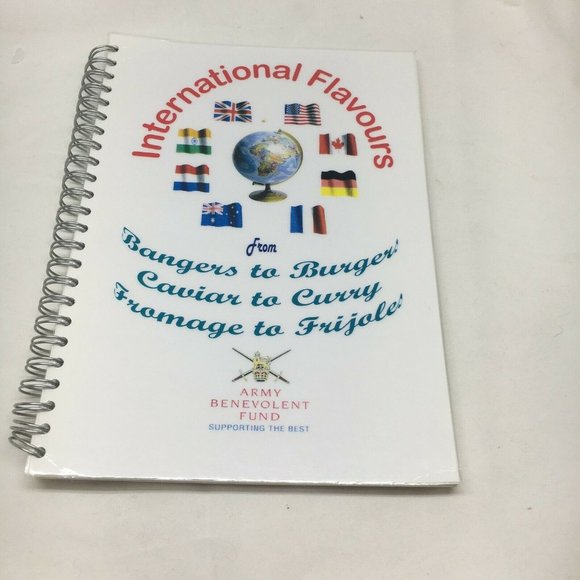 International Flavours
From
Bangers to Burgers
Caviar to Curry
Fromage to Frijoles
ARMY
BENEVOLENT
FUND
SUPPORTING THE BEST